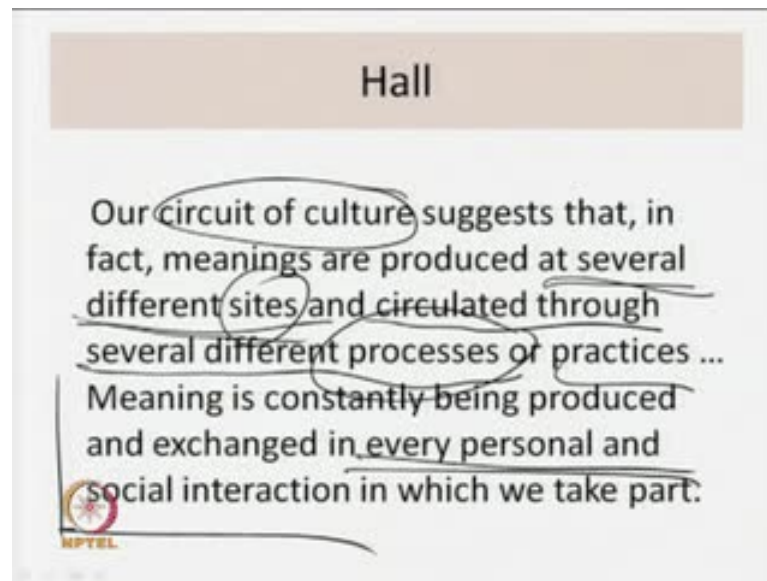 Hall
Our circuit of culture suggests that, in
fact, meanings are produced at several
different sites and circulated through
several different processes or practices ...
Meaning is constantly being produced
and exchanged in every personal and
social interaction in which we take part.
NPTEL